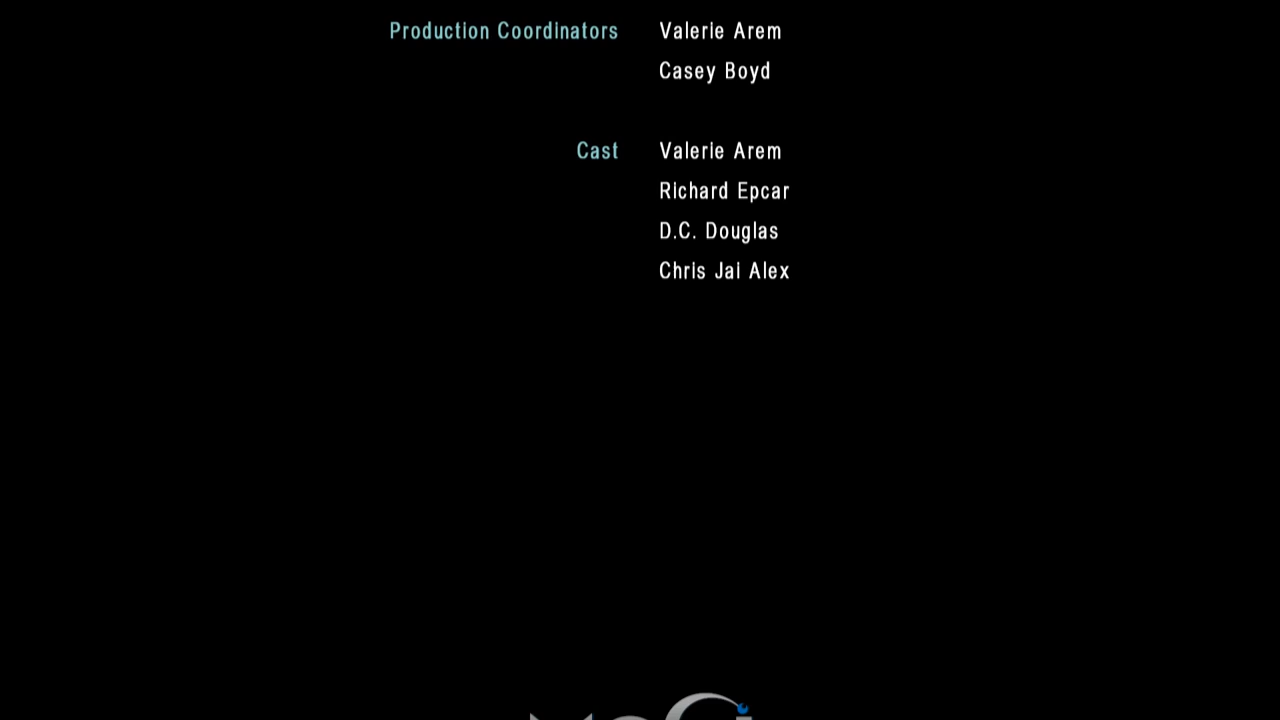 Production Coordinators Valerie Arem
Casey Boyd
Cast Valerie Arem
Richard Epcar
D.C. Douglas
Chris Jai Alex